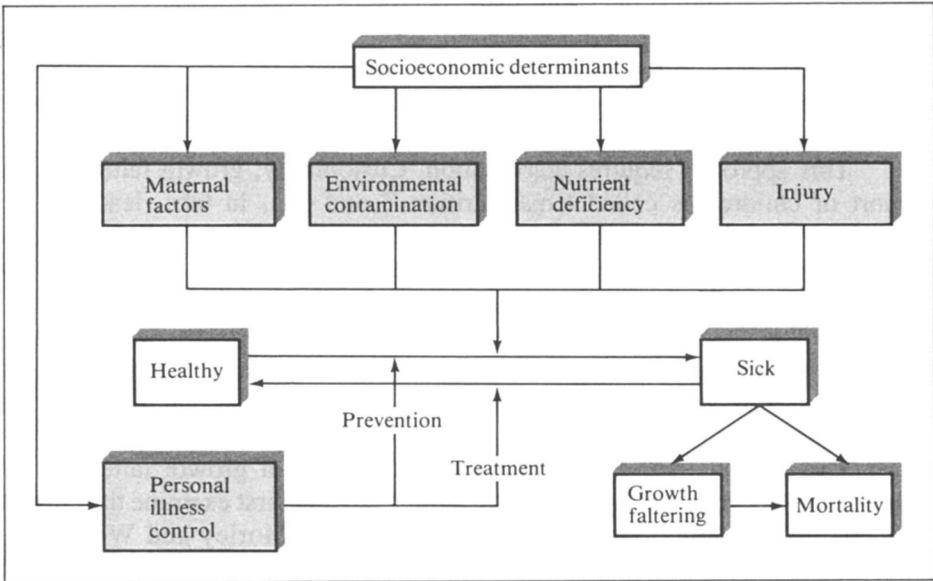 Socioeconomic determinants
Maternal
factors
Environmental
contamination
Nutrient
deficiency
Injury
Healthy
Sick
Prevention
Treatment
Personal
illness
control
Growth
faltering
Mortality